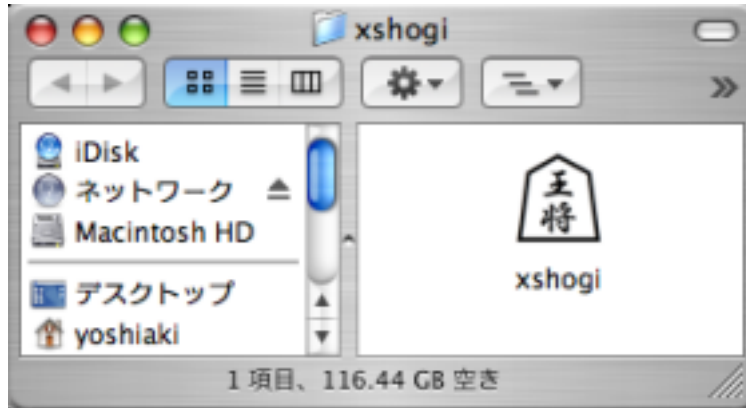 xshogi
iDisk
ネットワーク
Macintosh HD
デスクトップ
yoshiaki
王
将
xshogi
1 項目、116.44 GB 空き